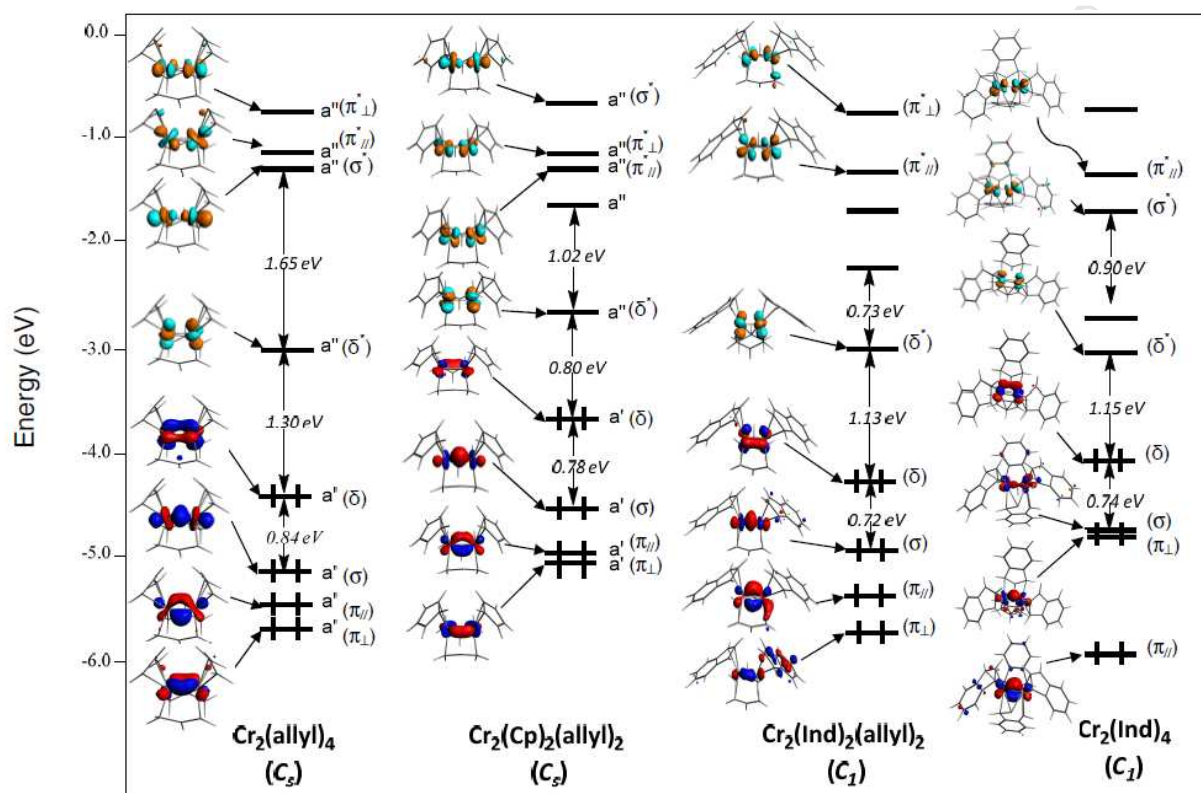 Energy (eV)
0.0
-1.0
-2.0
-3.0
-4.0
-5.0
-6.0
a" (π*⊥)
a" (π*//)
a" (σ*)
1.65 eV
a" (δ*)
1.30 eV
a' (δ)
0.84 eV
a" (σ)
a" (π//)
a" (π⊥)
Cr2(allyl)4
(Cs)
a" (σ*)
a" (π*⊥)
a" (π*//)
a"
1.02 eV
a" (δ*)
0.80 eV
a' (δ)
0.78 eV
a' (σ)
a' (π//)
a' (π⊥)
Cr2(Cp)2(allyl)2
(Cs)
(π*⊥)
(π*//)
0.73 eV
(δ*)
1.13 eV
(δ)
0.72 eV
(σ)
(π//)
(π⊥)
Cr2(Ind)2(allyl)2
(C1)
(π*//)
(σ*)
0.90 eV
(δ*)
1.15 eV
(δ)
0.74 eV
(σ)
(π⊥)
(π//)
Cr2(Ind)4
(C1)